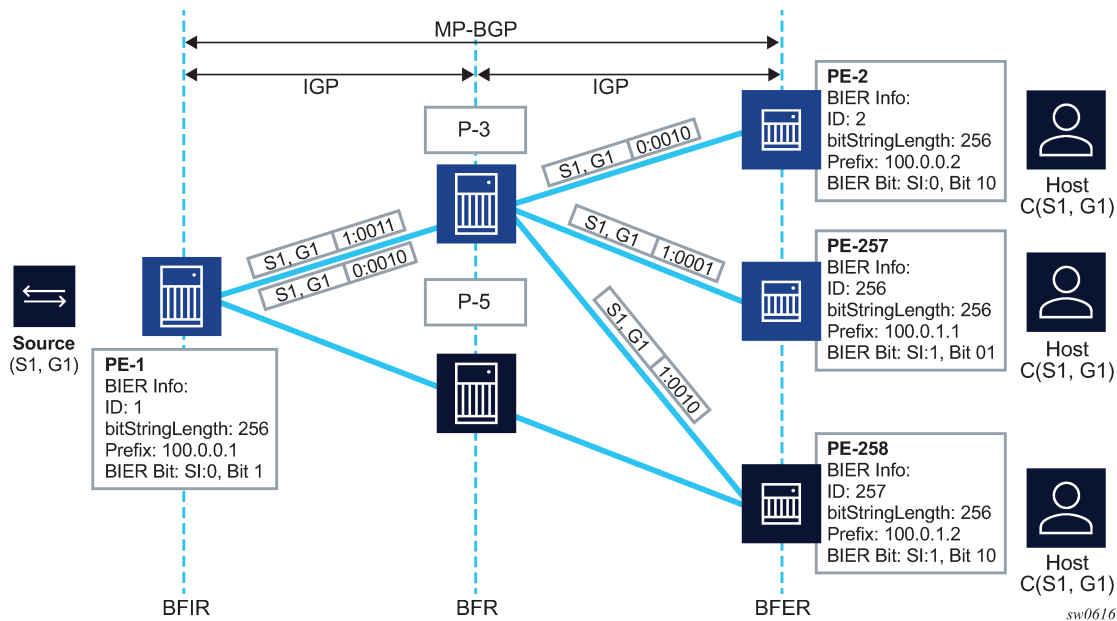 MP-BGP
IGP
IGP
P-3
P-5
S1, G1 1:0011
S1, G1 0:0010
S1, G1 0:0010
S1, G1 1:0001
S1, G1 1:0010
Source
(S1, G1)
PE-1
BIER Info:
ID: 1
bitStringLength: 256
Prefix: 100.0.0.1
BIER Bit: SI:0, Bit 1
PE-2
BIER Info:
ID: 2
bitStringLength: 256
Prefix: 100.0.0.2
BIER Bit: SI:0, Bit 10
Host
C(S1, G1)
PE-257
BIER Info:
ID: 256
bitStringLength: 256
Prefix: 100.0.1.1
BIER Bit: SI:1, Bit 01
Host
C(S1, G1)
PE-258
BIER Info:
ID: 257
bitStringLength: 256
Prefix: 100.0.1.2
BIER Bit: SI:1, Bit 10
Host
C(S1, G1)
BFIR
BFR
BFER
sw0616